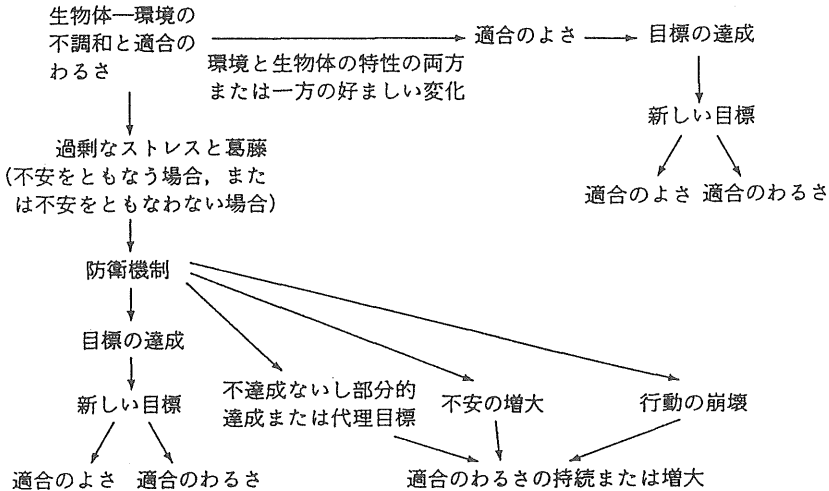 生物体―環境の
不調和と適合の
わるさ
環境と生物体の特性の両方
または一方の好ましい変化
適合のよさ
目標の達成
新しい目標
適合のよさ
適合のわるさ
過剰なストレスと葛藤
(不安をともなう場合,また
は不安をともなわない場合)
防衛機制
目標の達成
新しい目標
適合のよさ
適合のわるさ
不達成ないし部分的
達成または代理目標
不安の増大
行動の崩壊
適合のわるさの持続または増大